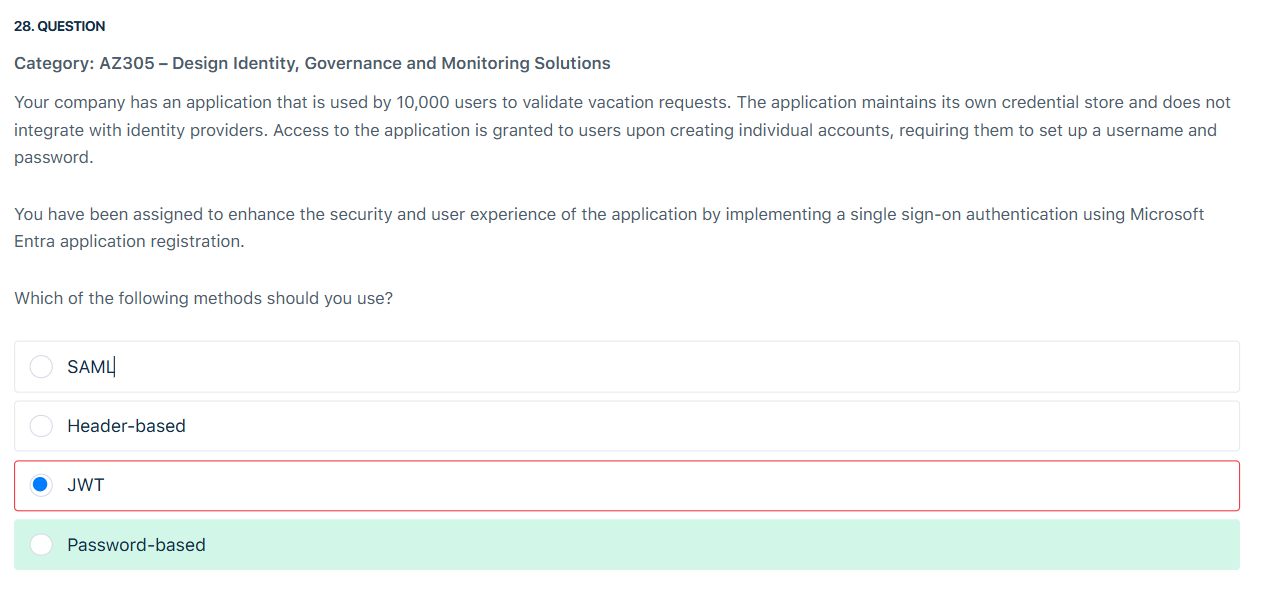 28. QUESTION
Category: AZ305 – Design Identity, Governance and Monitoring Solutions
Your company has an application that is used by 10,000 users to validate vacation requests. The application maintains its own credential store and does not
integrate with identity providers. Access to the application is granted to users upon creating individual accounts, requiring them to set up a username and
password.
You have been assigned to enhance the security and user experience of the application by implementing a single sign-on authentication using Microsoft
Entra application registration.
Which of the following methods should you use?
SAML
Header-based
JWT
Password-based